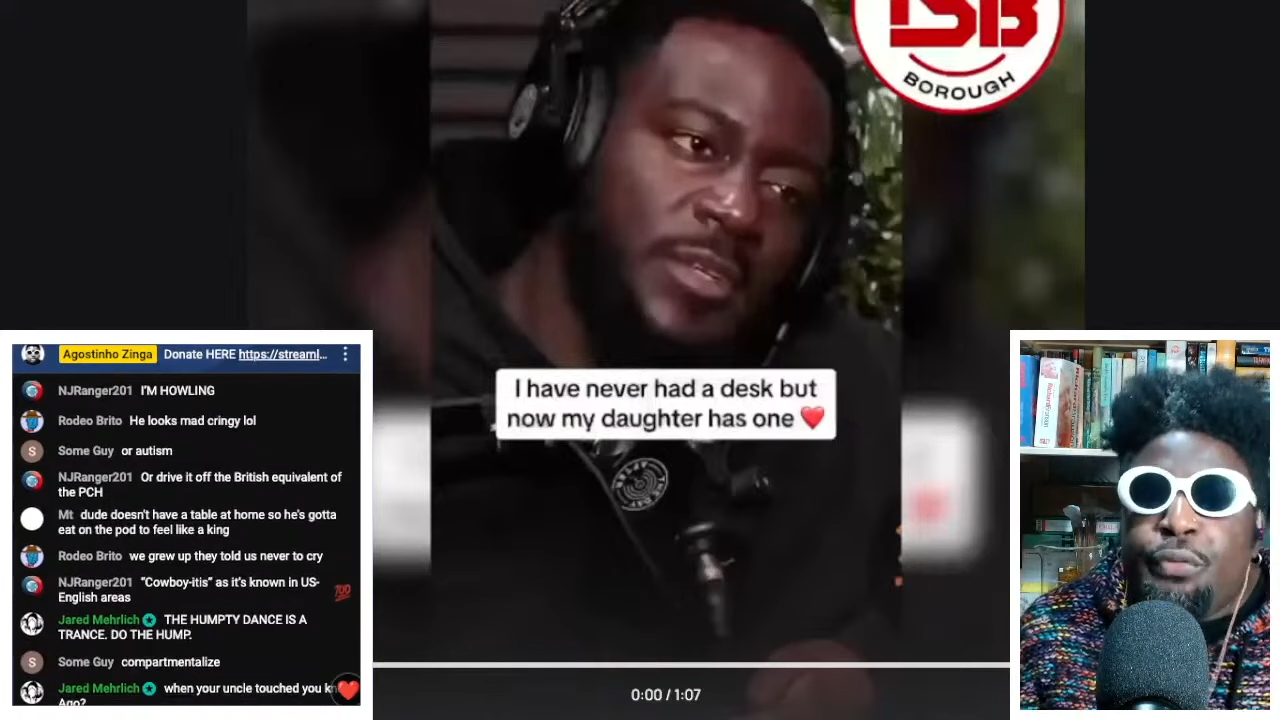 ISB
BOROUGH
I have never had a desk but
now my daughter has one ❤️
0:00 / 1:07
Agostinho Zinga Donate HERE https://streaml...
NJRanger201 I'M HOWLING
Rodeo Brito He looks mad cringy lol
S Some Guy or autism
NJRanger201 Or drive it off the British equivalent of
the PCH
Mt dude doesn't have a table at home so he's gotta
eat on the pod to feel like a king
Rodeo Brito we grew up they told us never to cry
NJRanger201 "Cowboy-itis" as it's known in US-
English areas 💯
Jared Mehrlich THE HUMPTY DANCE IS A
TRANCE. DO THE HUMP.
S Some Guy compartmentalize
Jared Mehrlich when your uncle touched you
Ago?